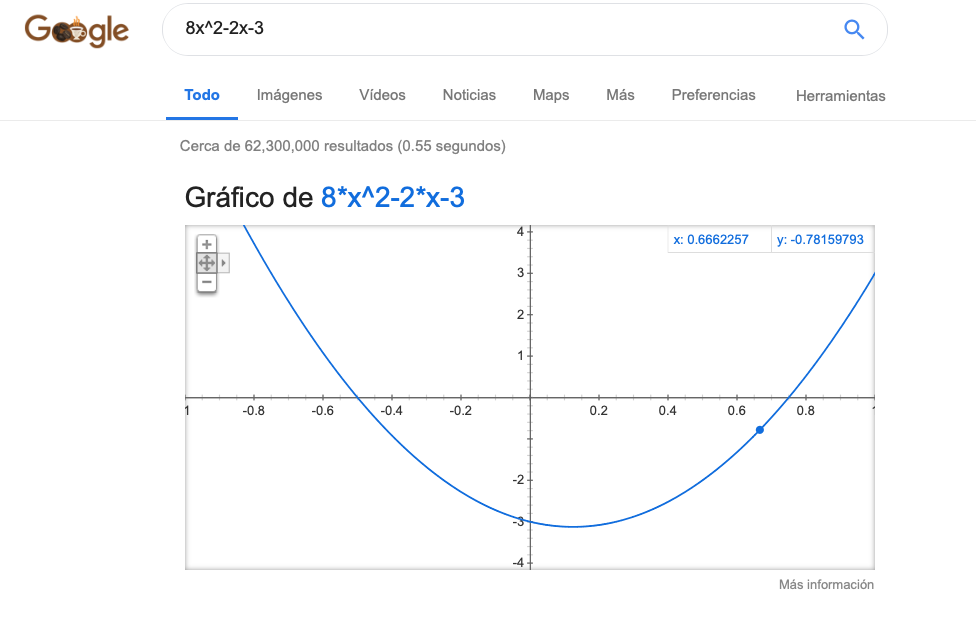 Google
8x^2-2x-3
Todo Imágenes Vídeos Noticias Maps Más Preferencias Herramientas
Cerca de 62,300,000 resultados (0.55 segundos)
Gráfico de 8*x^2-2*x-3
x: 0.6662257 y: -0.78159793
4
3
2
1
1 -0.8 -0.6 -0.4 -0.2 0.2 0.4 0.6 0.8
-2
-3
-4
Más información